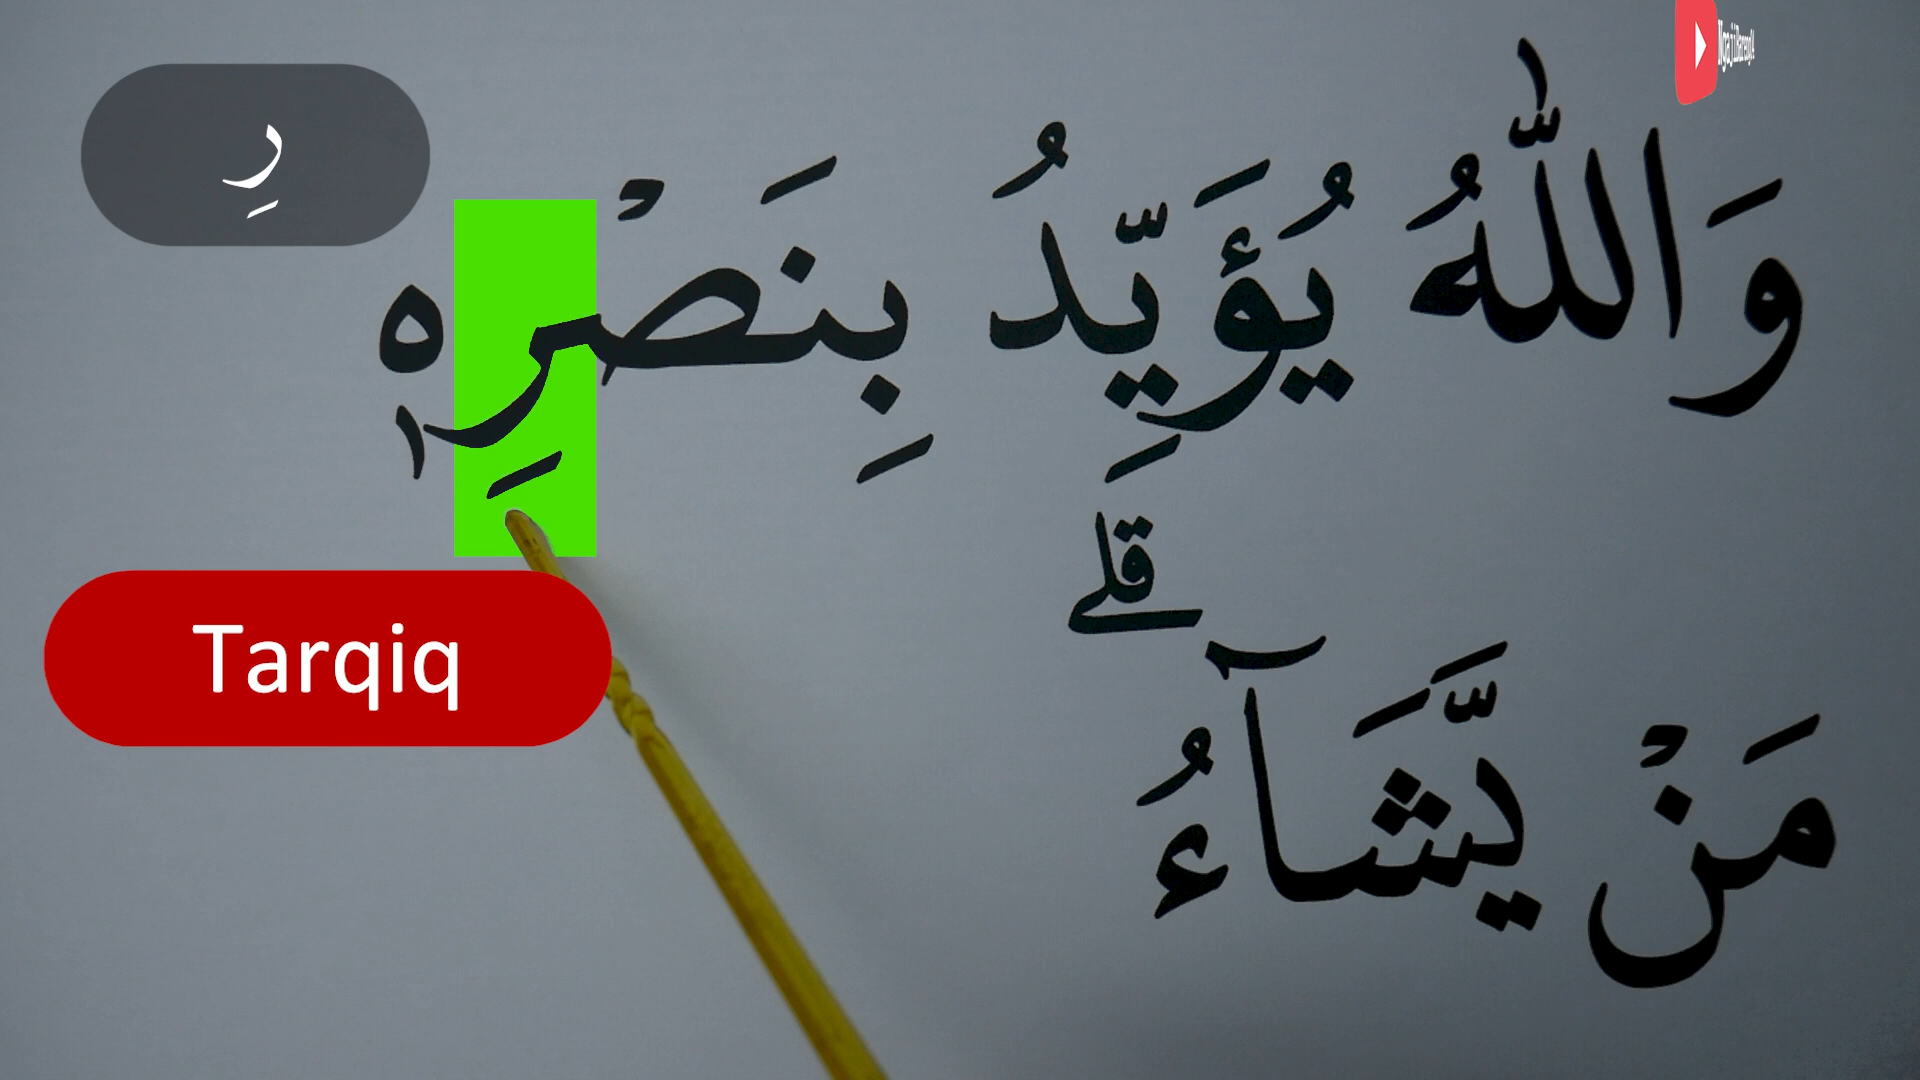 رِ
وَاللّٰهُ يُؤَيِّدُ بِنَصْرِهٖ
قلے
مَنْ يَّشَآءُ
Tarqiq